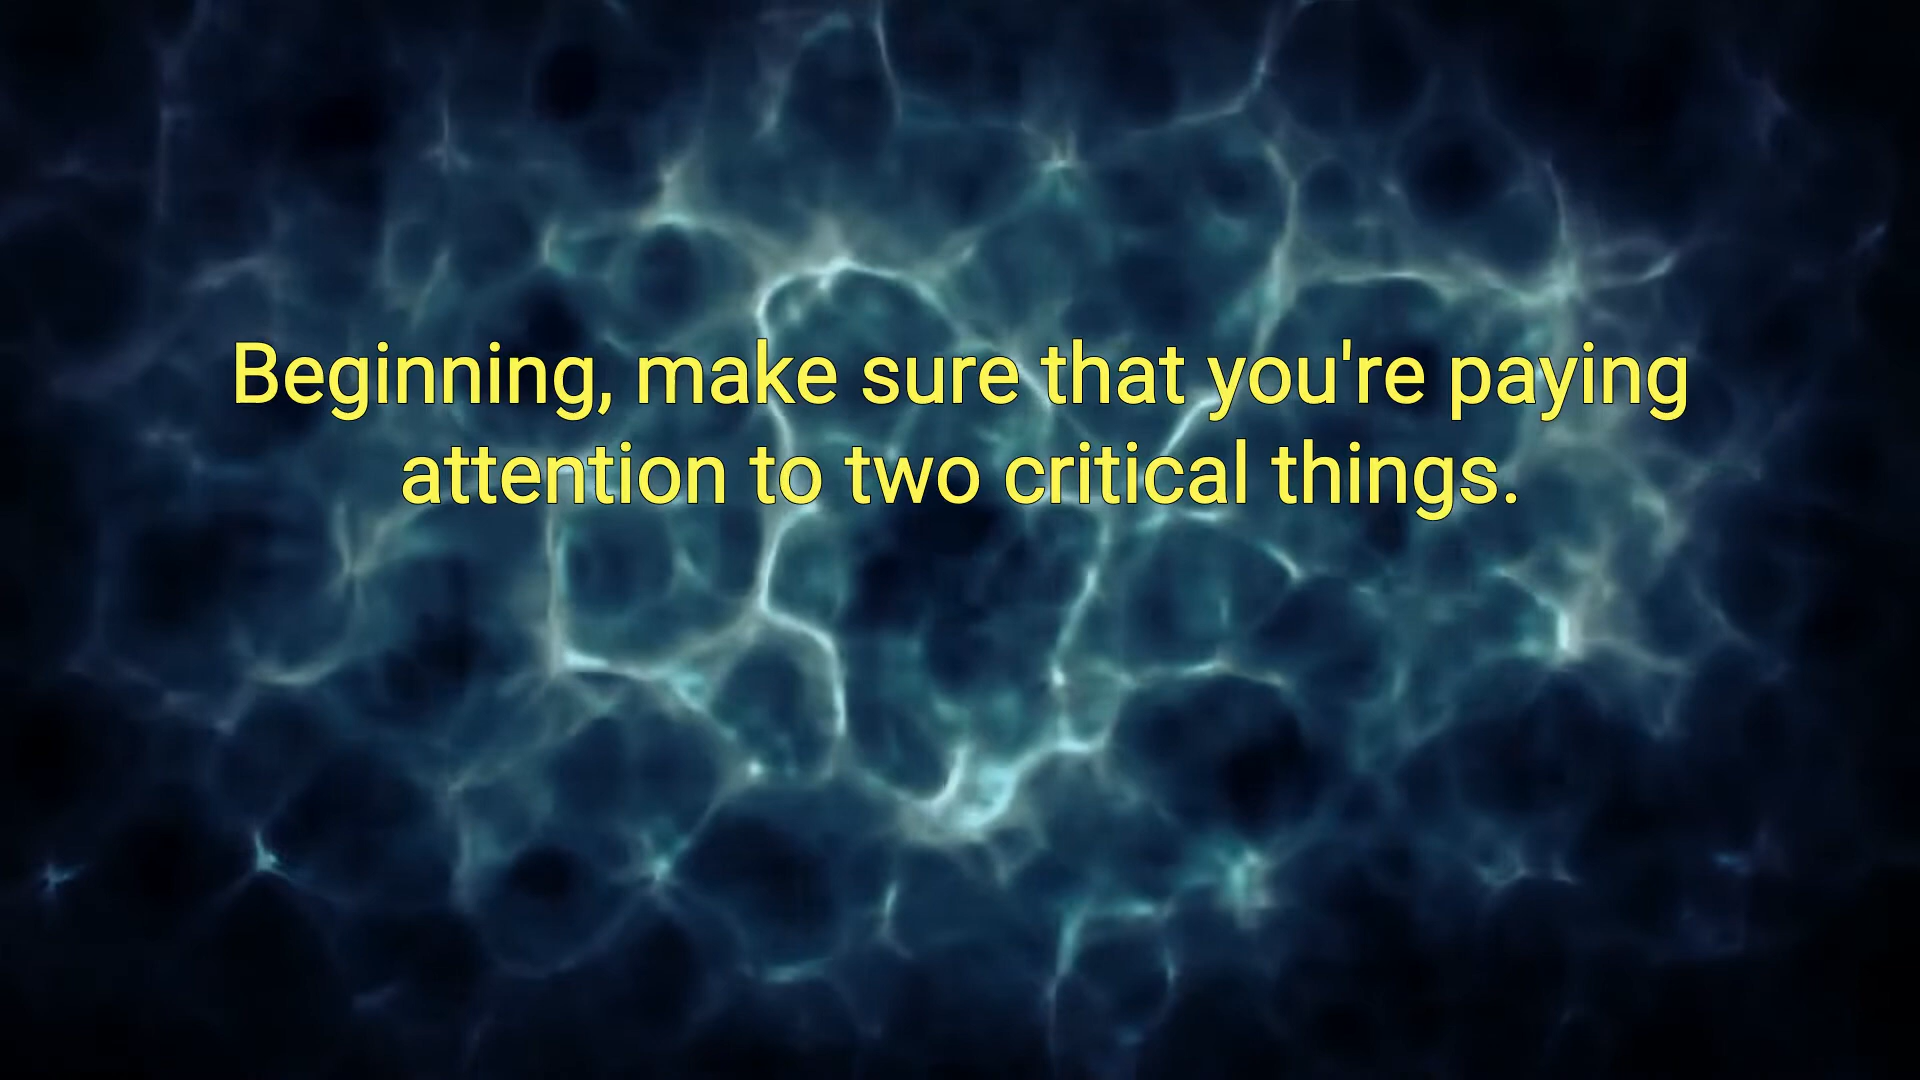 Beginning, make sure that you're paying
attention to two critical things.